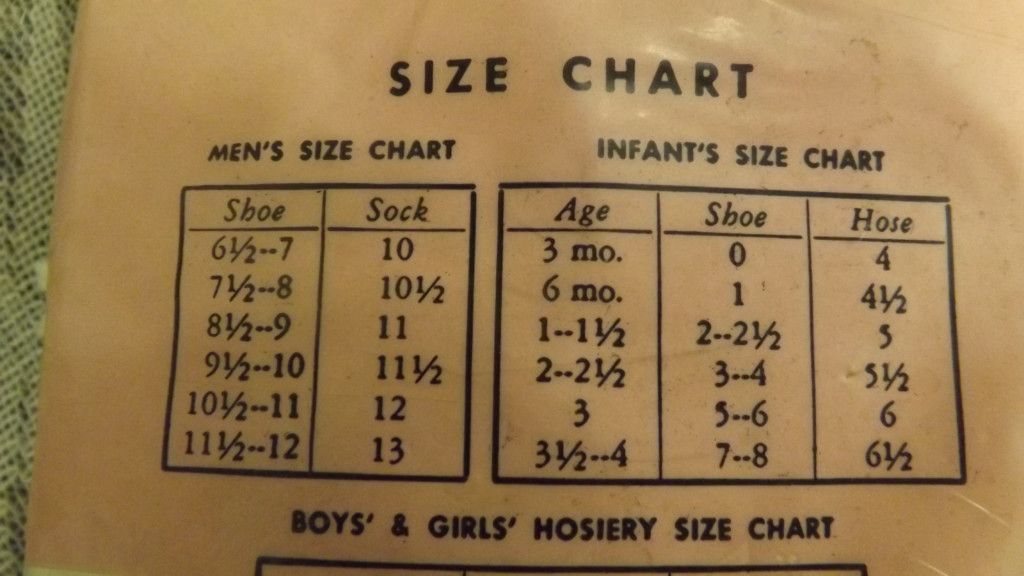 SIZE CHART
MEN'S SIZE CHART
Shoe Sock
6½--7 10
7½--8 10½
8½--9 11
9½--10 11½
10½--11 12
11½--12 13
INFANT'S SIZE CHART
Age Shoe Hose
3 mo. 0 4
6 mo. 1 4½
1--1½ 2--2½ 5
2--2½ 3--4 5½
3 5--6 6
3½--4 7--8 6½
BOYS' & GIRLS' HOSIERY SIZE CHART